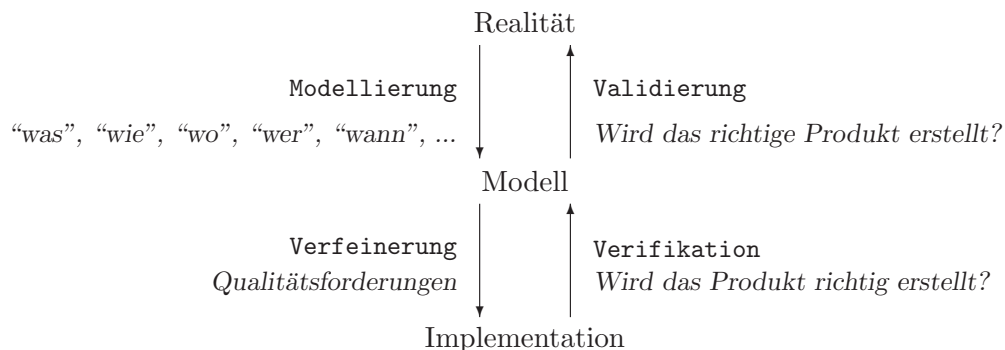 Realität
Modellierung
Validierung
“was”, “wie”, “wo”, “wer”, “wann”, ...
Wird das richtige Produkt erstellt?
Modell
Verfeinerung
Verifikation
Qualitätsforderungen
Wird das Produkt richtig erstellt?
Implementation